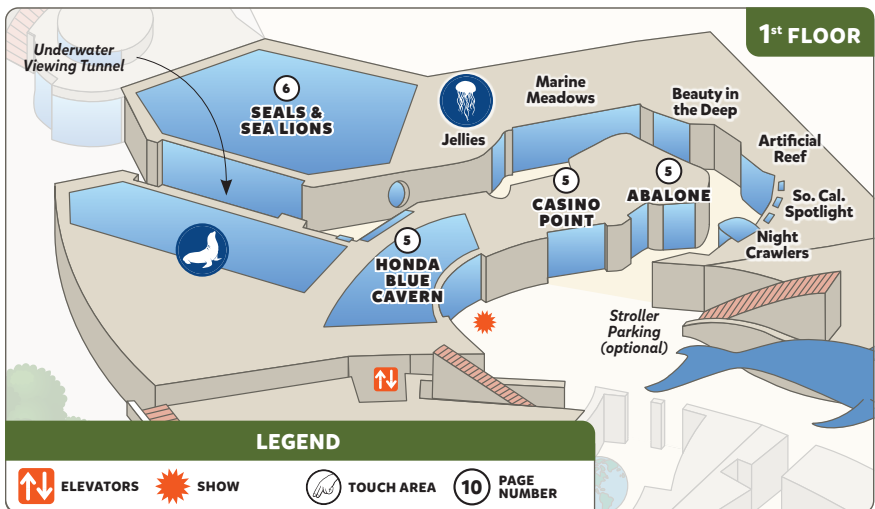 1st FLOOR
Underwater
Viewing Tunnel
6
SEALS &
SEA LIONS
Jellies
Marine
Meadows
Beauty in
the Deep
Artificial
Reef
So. Cal.
Spotlight
Night
Crawlers
5
ABALONE
5
CASINO
POINT
5
HONDA
BLUE
CAVERN
Stroller
Parking
(optional)
LEGEND
ELEVATORS
SHOW
TOUCH AREA
10
PAGE
NUMBER